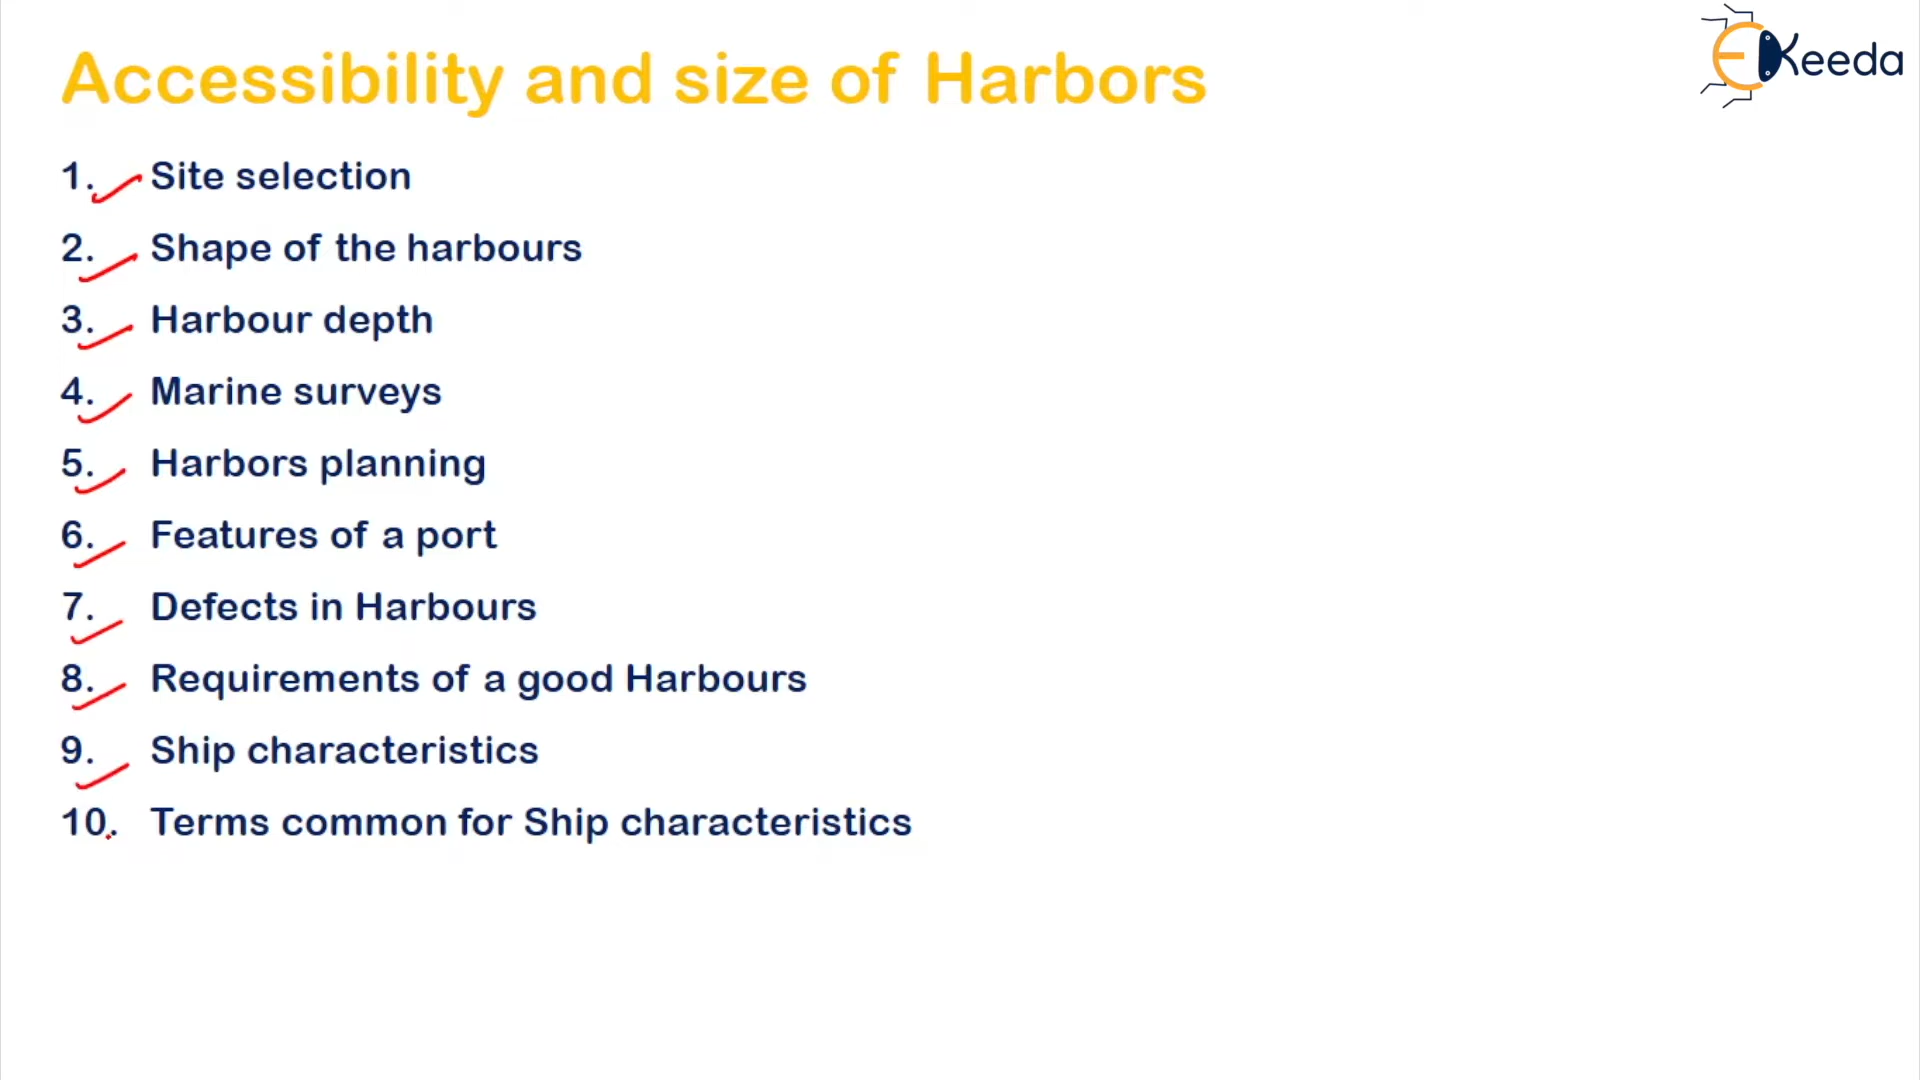 Accessibility and size of Harbors
EKeeda
1. Site selection
2. Shape of the harbours
3. Harbour depth
4. Marine surveys
5. Harbors planning
6. Features of a port
7. Defects in Harbours
8. Requirements of a good Harbours
9. Ship characteristics
10. Terms common for Ship characteristics